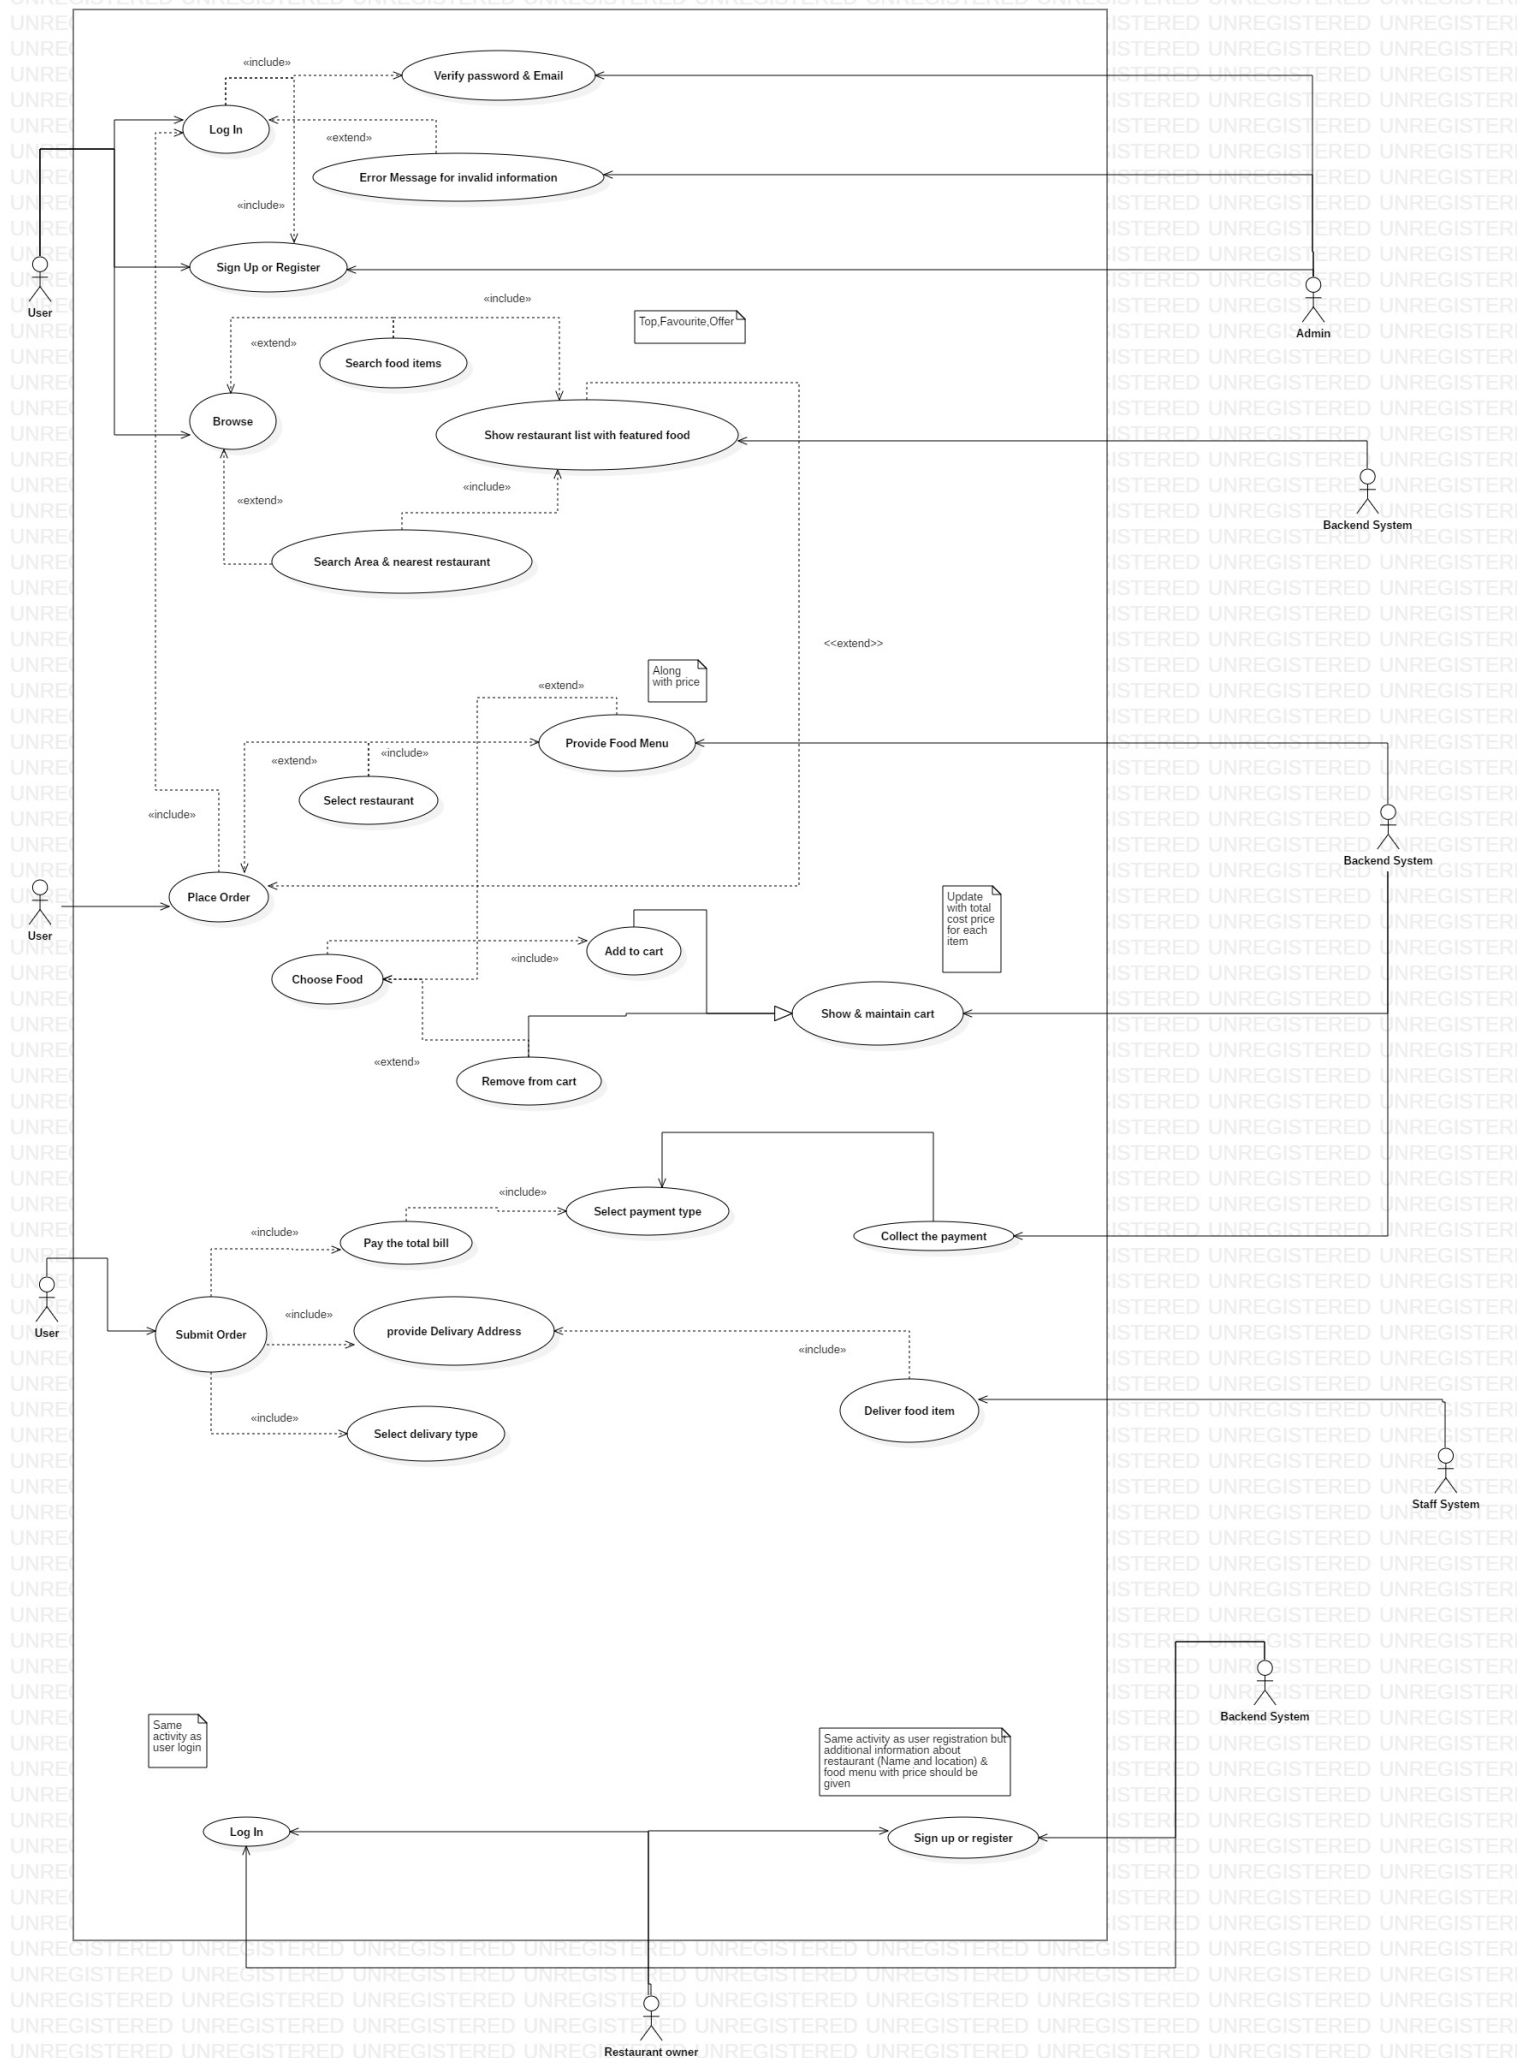 «include»
Verify password & Email
Log In
«extend»
Error Message for invalid information
«include»
Sign Up or Register
User
Admin
«include»
Top,Favourite,Offer
«extend»
Search food items
Browse
Show restaurant list with featured food
«include»
«extend»
Backend System
Search Area & nearest restaurant
<<extend>>
Along
with price
«extend»
Provide Food Menu
«include»
«extend»
Select restaurant
«include»
Backend System
Place Order
User
Update
with total
cost price
for each
item
Add to cart
«include»
Choose Food
Show & maintain cart
«extend»
Remove from cart
«include»
Select payment type
«include»
Pay the total bill
Collect the payment
User
Submit Order
«include»
provide Delivary Address
«include»
Deliver food item
«include»
Select delivary type
Staff System
Backend System
Same
activity as
user login
Same activity as user registration but
additional information about
restaurant (Name and location) &
food menu with price should be
given
Log In
Sign up or register
Restaurant owner
UNREGISTERED UNREGISTERED UNREGISTERED UNREGISTERED UNREGISTERED UNREGISTERED UNREGISTERED UNREGISTERED